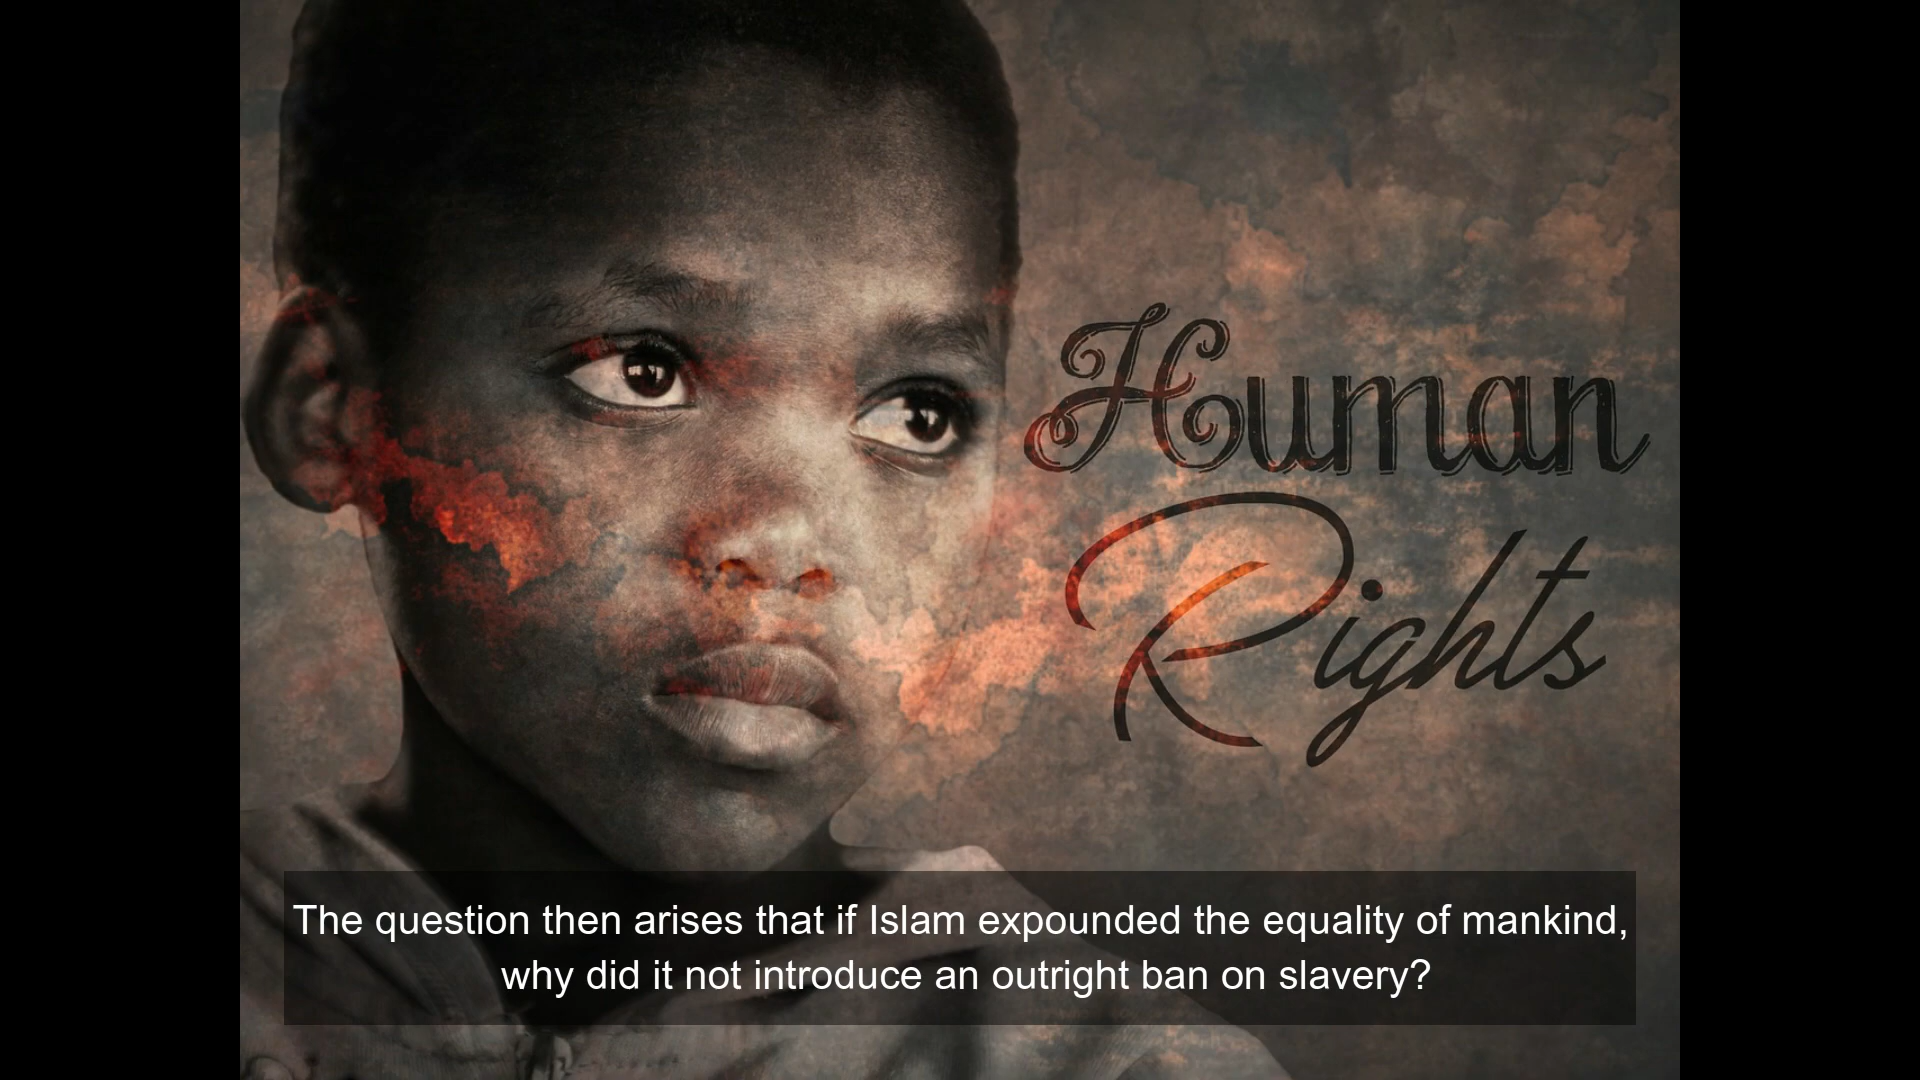 Human
Rights
The question then arises that if Islam expounded the equality of mankind,
why did it not introduce an outright ban on slavery?